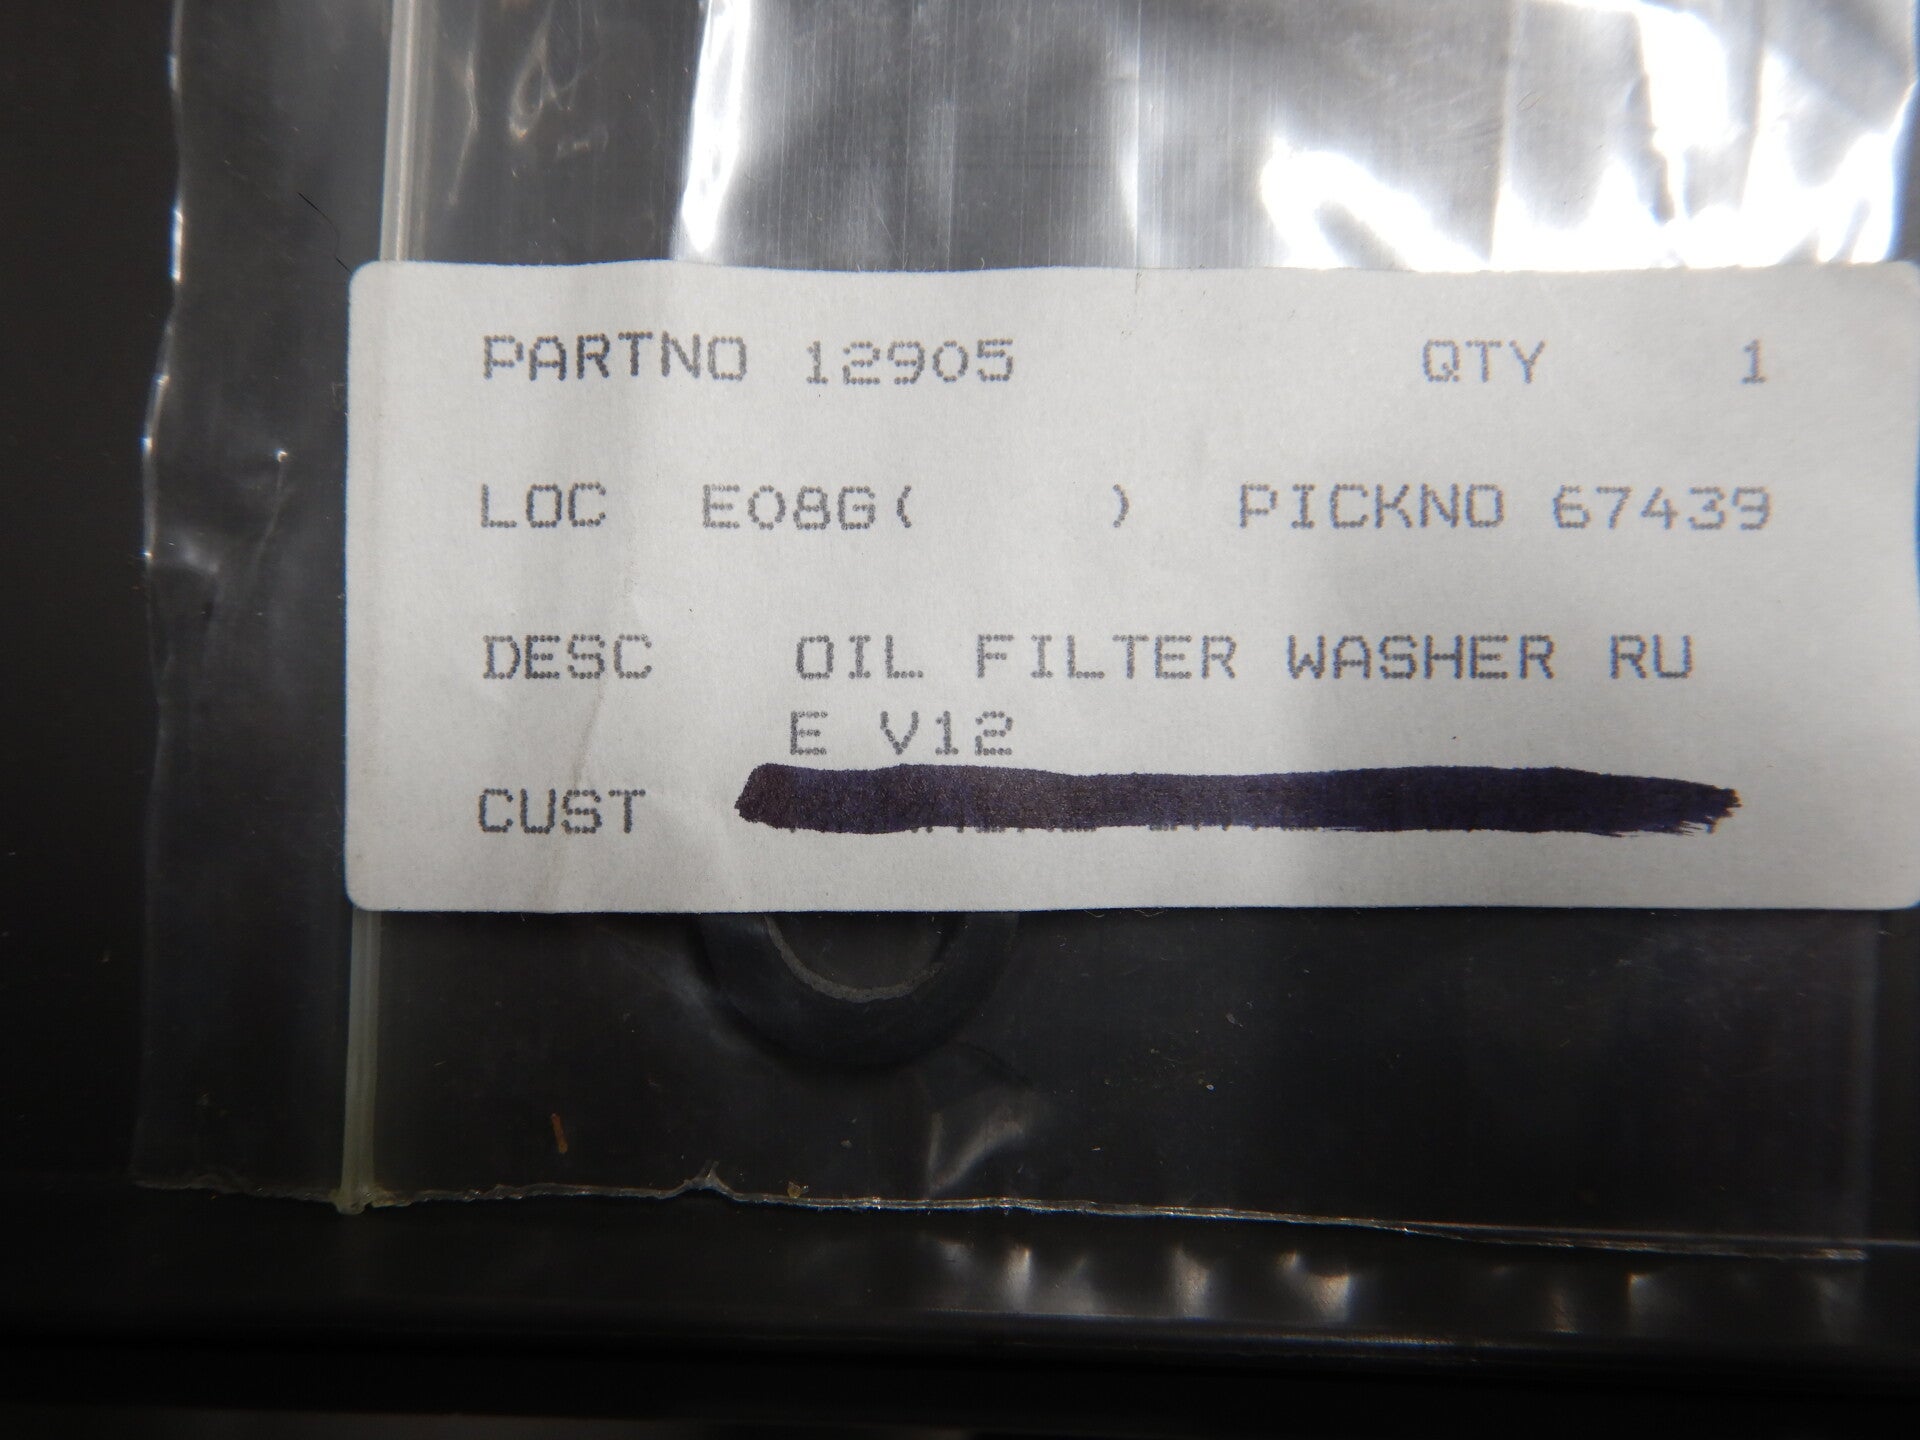 PARTNO 12905 QTY 1
LOC E08G( ) PICKNO 67439
DESC OIL FILTER WASHER RU
E V12
CUST